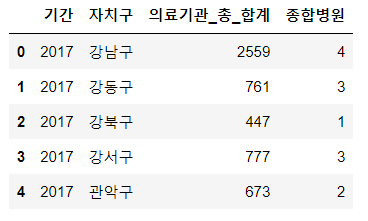 기간 자치구 의료기관_총_합계 종합병원
0 2017 강남구 2559 4
1 2017 강동구 761 3
2 2017 강북구 447 1
3 2017 강서구 777 3
4 2017 관악구 673 2